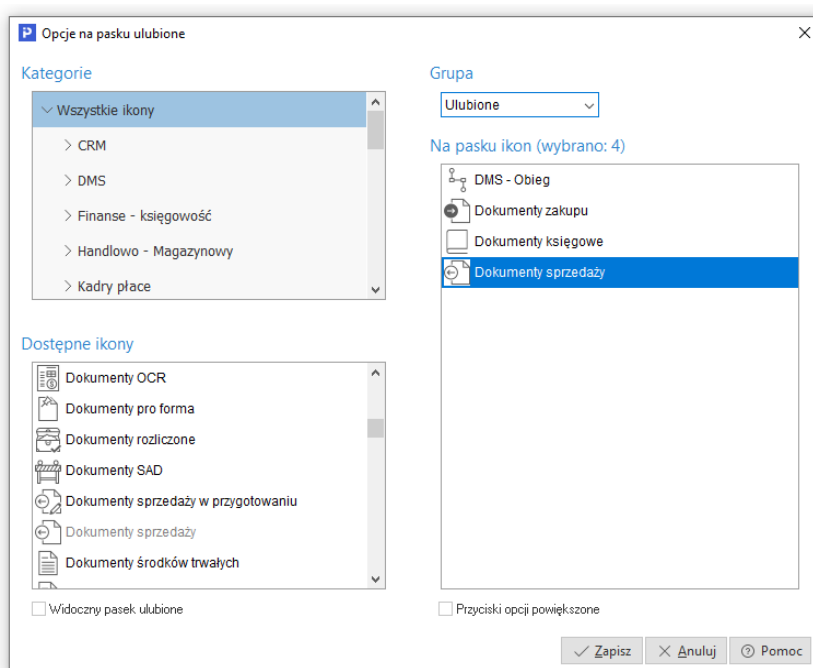 Opcje na pasku ulubione
Kategorie
Wszystkie ikony
CRM
DMS
Finanse - księgowość
Handlowo - Magazynowy
Kadry płace
Dostępne ikony
Dokumenty OCR
Dokumenty pro forma
Dokumenty rozliczone
Dokumenty SAD
Dokumenty sprzedaży w przygotowaniu
Dokumenty sprzedaży
Dokumenty środków trwałych
Widoczny pasek ulubione
Grupa
Ulubione
Na pasku ikon (wybrano: 4)
DMS - Obieg
Dokumenty zakupu
Dokumenty księgowe
Dokumenty sprzedaży
Przyciski opcji powiększone
Zapisz
Anuluj
Pomoc